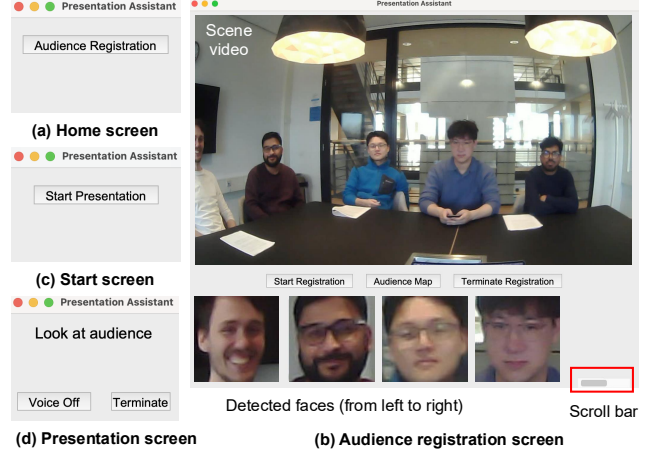 Presentation Assistant
Audience Registration
(a) Home screen
Presentation Assistant
Start Presentation
(c) Start screen
Presentation Assistant
Look at audience
Voice Off
Terminate
(d) Presentation screen
Presentation Assistant
Scene
video
Start Registration
Audience Map
Terminate Registration
Detected faces (from left to right)
Scroll bar
(b) Audience registration screen